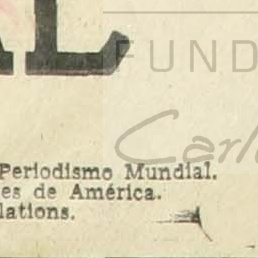 AL
FUND
Carl
Periodismo Mundial.
es de América.
lations.